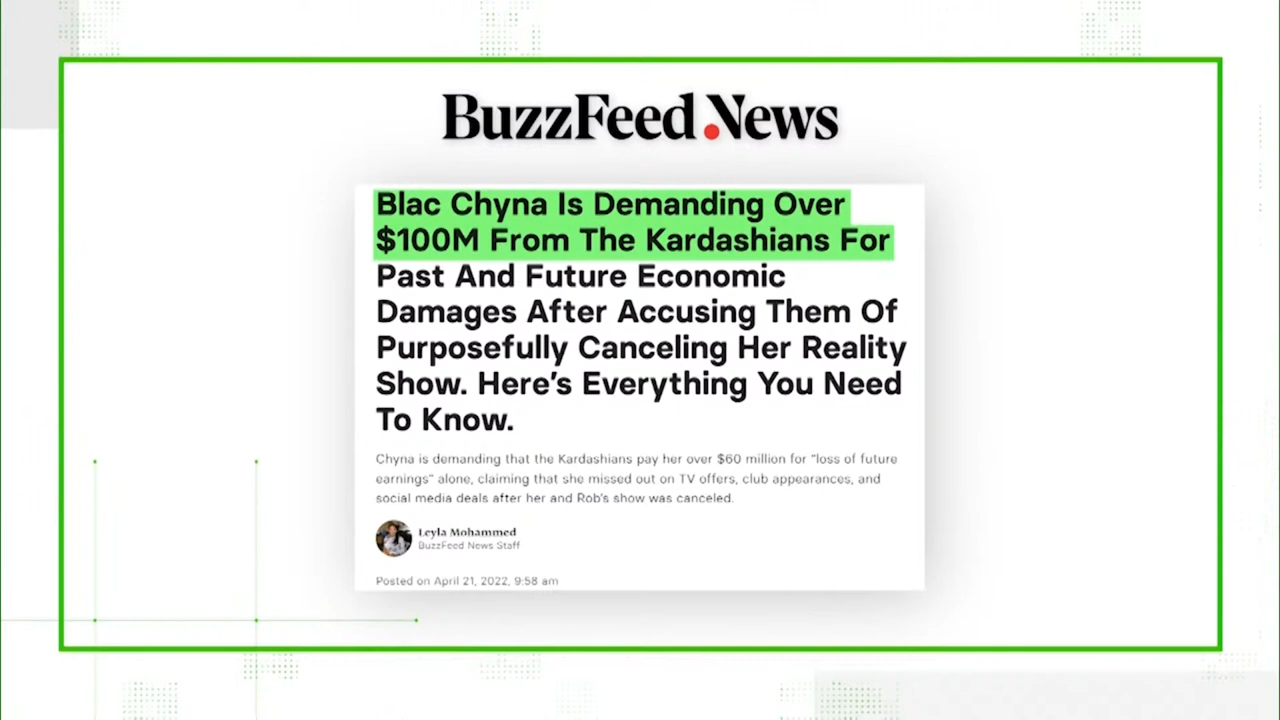 BuzzFeed News
Blac Chyna Is Demanding Over
$100M From The Kardashians For
Past And Future Economic
Damages After Accusing Them Of
Purposefully Canceling Her Reality
Show. Here’s Everything You Need
To Know.
Chyna is demanding that the Kardashians pay her over $60 million for “loss of future
earnings” alone, claiming that she missed out on TV offers, club appearances, and
social media deals after her and Rob’s show was canceled.
Leyla Mohammed
BuzzFeed News Staff
Posted on April 21, 2022, 9:58 am